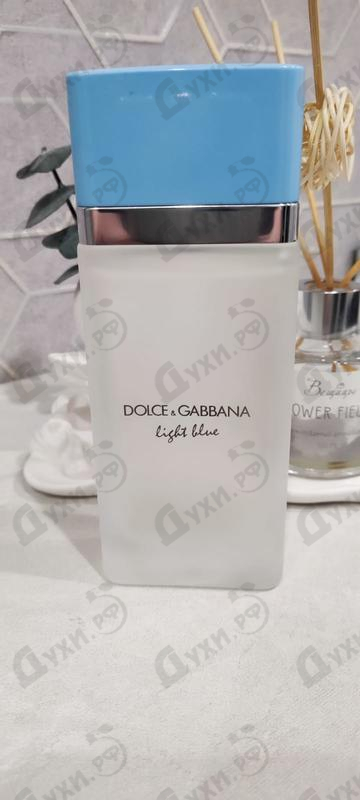 DOLCE & GABBANA
light blue
OWER FIEL
Духи.РФ